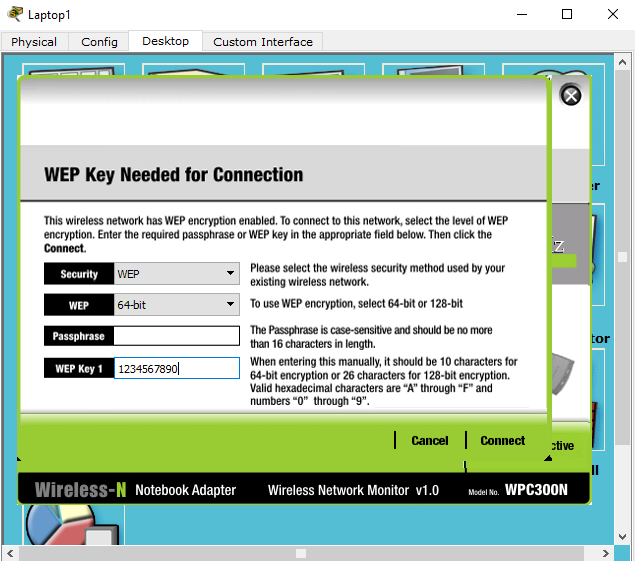 Laptop1
Physical Config Desktop Custom Interface
WEP Key Needed for Connection
This wireless network has WEP encryption enabled. To connect to this network, select the level of WEP
encryption. Enter the required passphrase or WEP key in the appropriate field below. Then click the
Connect.
Security WEP
Please select the wireless security method used by your
existing wireless network.
WEP 64-bit
To use WEP encryption, select 64-bit or 128-bit
Passphrase
The Passphrase is case-sensitive and should be no more
than 16 characters in length.
WEP Key 1 1234567890
When entering this manually, it should be 10 characters for
64-bit encryption or 26 characters for 128-bit encryption.
Valid hexadecimal characters are “A” through “F” and
numbers “0” through “9”.
Cancel Connect
Wireless-N Notebook Adapter Wireless Network Monitor v1.0 Model No. WPC300N